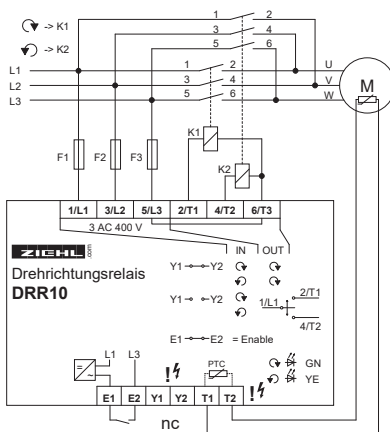 -> K1
-> K2
1 2
3 4
5 6
L1 1 2 U
L2 3 4 V
L3 5 6 W
M
F1 F2 F3 K1
K2
1/L1 3/L2 5/L3 2/T1 4/T2 6/T3
3 AC 400 V
ZIEHL.com
IN OUT
Drehrichtungsrelais
DRR10
Y1 Y2
2/T1
Y1 Y2
1/L1
4/T2
E1 E2 = Enable
L1 L3
PTC
GN
YE
= ~
E1 E2 Y1 Y2 T1 T2
nc